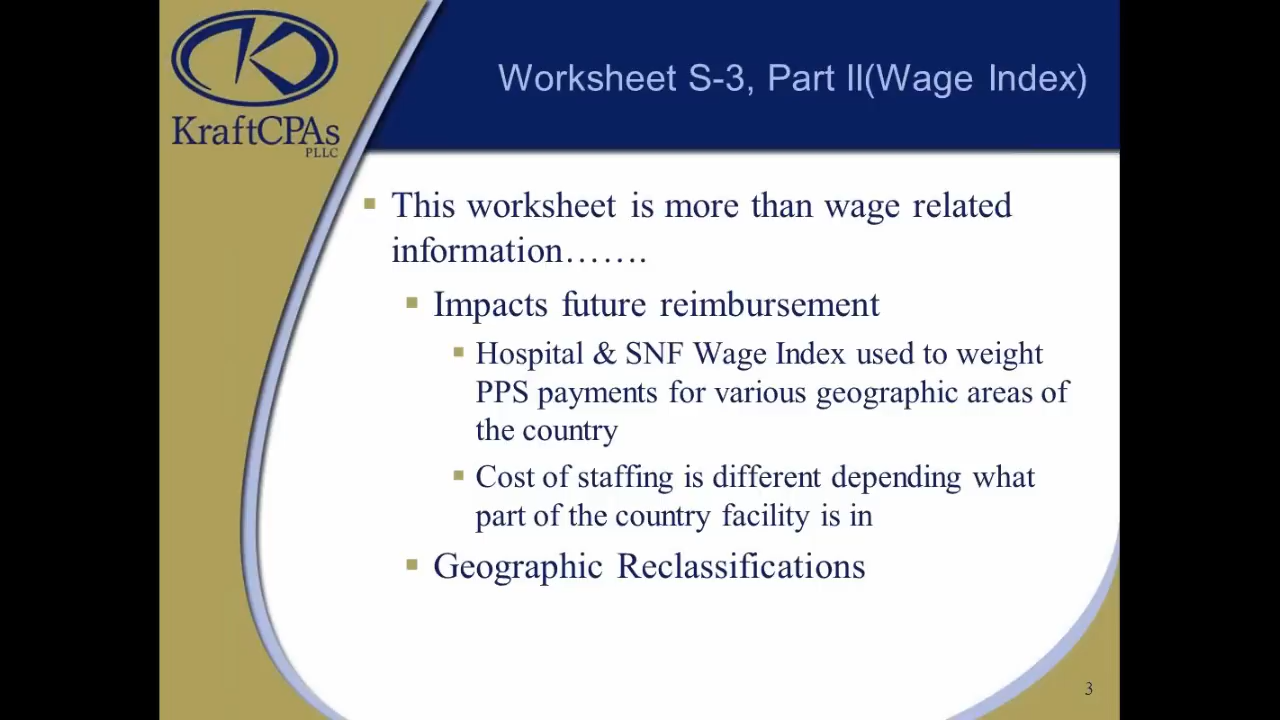 KraftCPAs
PLLC
Worksheet S-3, Part II(Wage Index)
This worksheet is more than wage related
information…….
Impacts future reimbursement
Hospital & SNF Wage Index used to weight
PPS payments for various geographic areas of
the country
Cost of staffing is different depending what
part of the country facility is in
Geographic Reclassifications
3